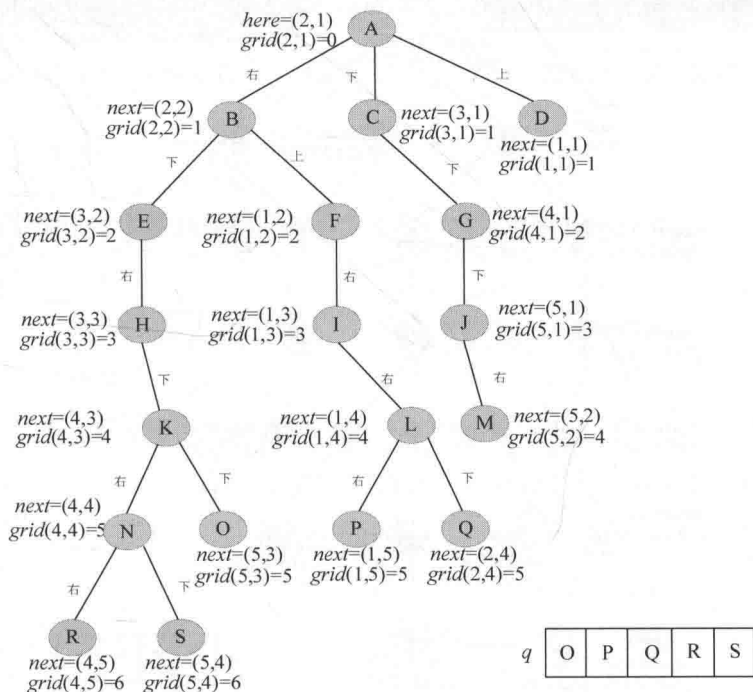 here=(2,1)
grid(2,1)=0
A
右
下
上
next=(2,2)
grid(2,2)=1
B
C
next=(3,1)
grid(3,1)=1
D
next=(1,1)
grid(1,1)=1
下
上
下
next=(3,2)
grid(3,2)=2
E
next=(1,2)
grid(1,2)=2
F
G
next=(4,1)
grid(4,1)=2
右
右
下
next=(3,3)
grid(3,3)=3
H
next=(1,3)
grid(1,3)=3
I
J
next=(5,1)
grid(5,1)=3
下
右
右
next=(4,3)
grid(4,3)=4
K
next=(1,4)
grid(1,4)=4
L
M
next=(5,2)
grid(5,2)=4
右
下
右
下
next=(4,4)
grid(4,4)=5
N
O
next=(5,3)
grid(5,3)=5
P
next=(1,5)
grid(1,5)=5
Q
next=(2,4)
grid(2,4)=5
右
下
R
next=(4,5)
grid(4,5)=6
S
next=(5,4)
grid(5,4)=6
q O P Q R S